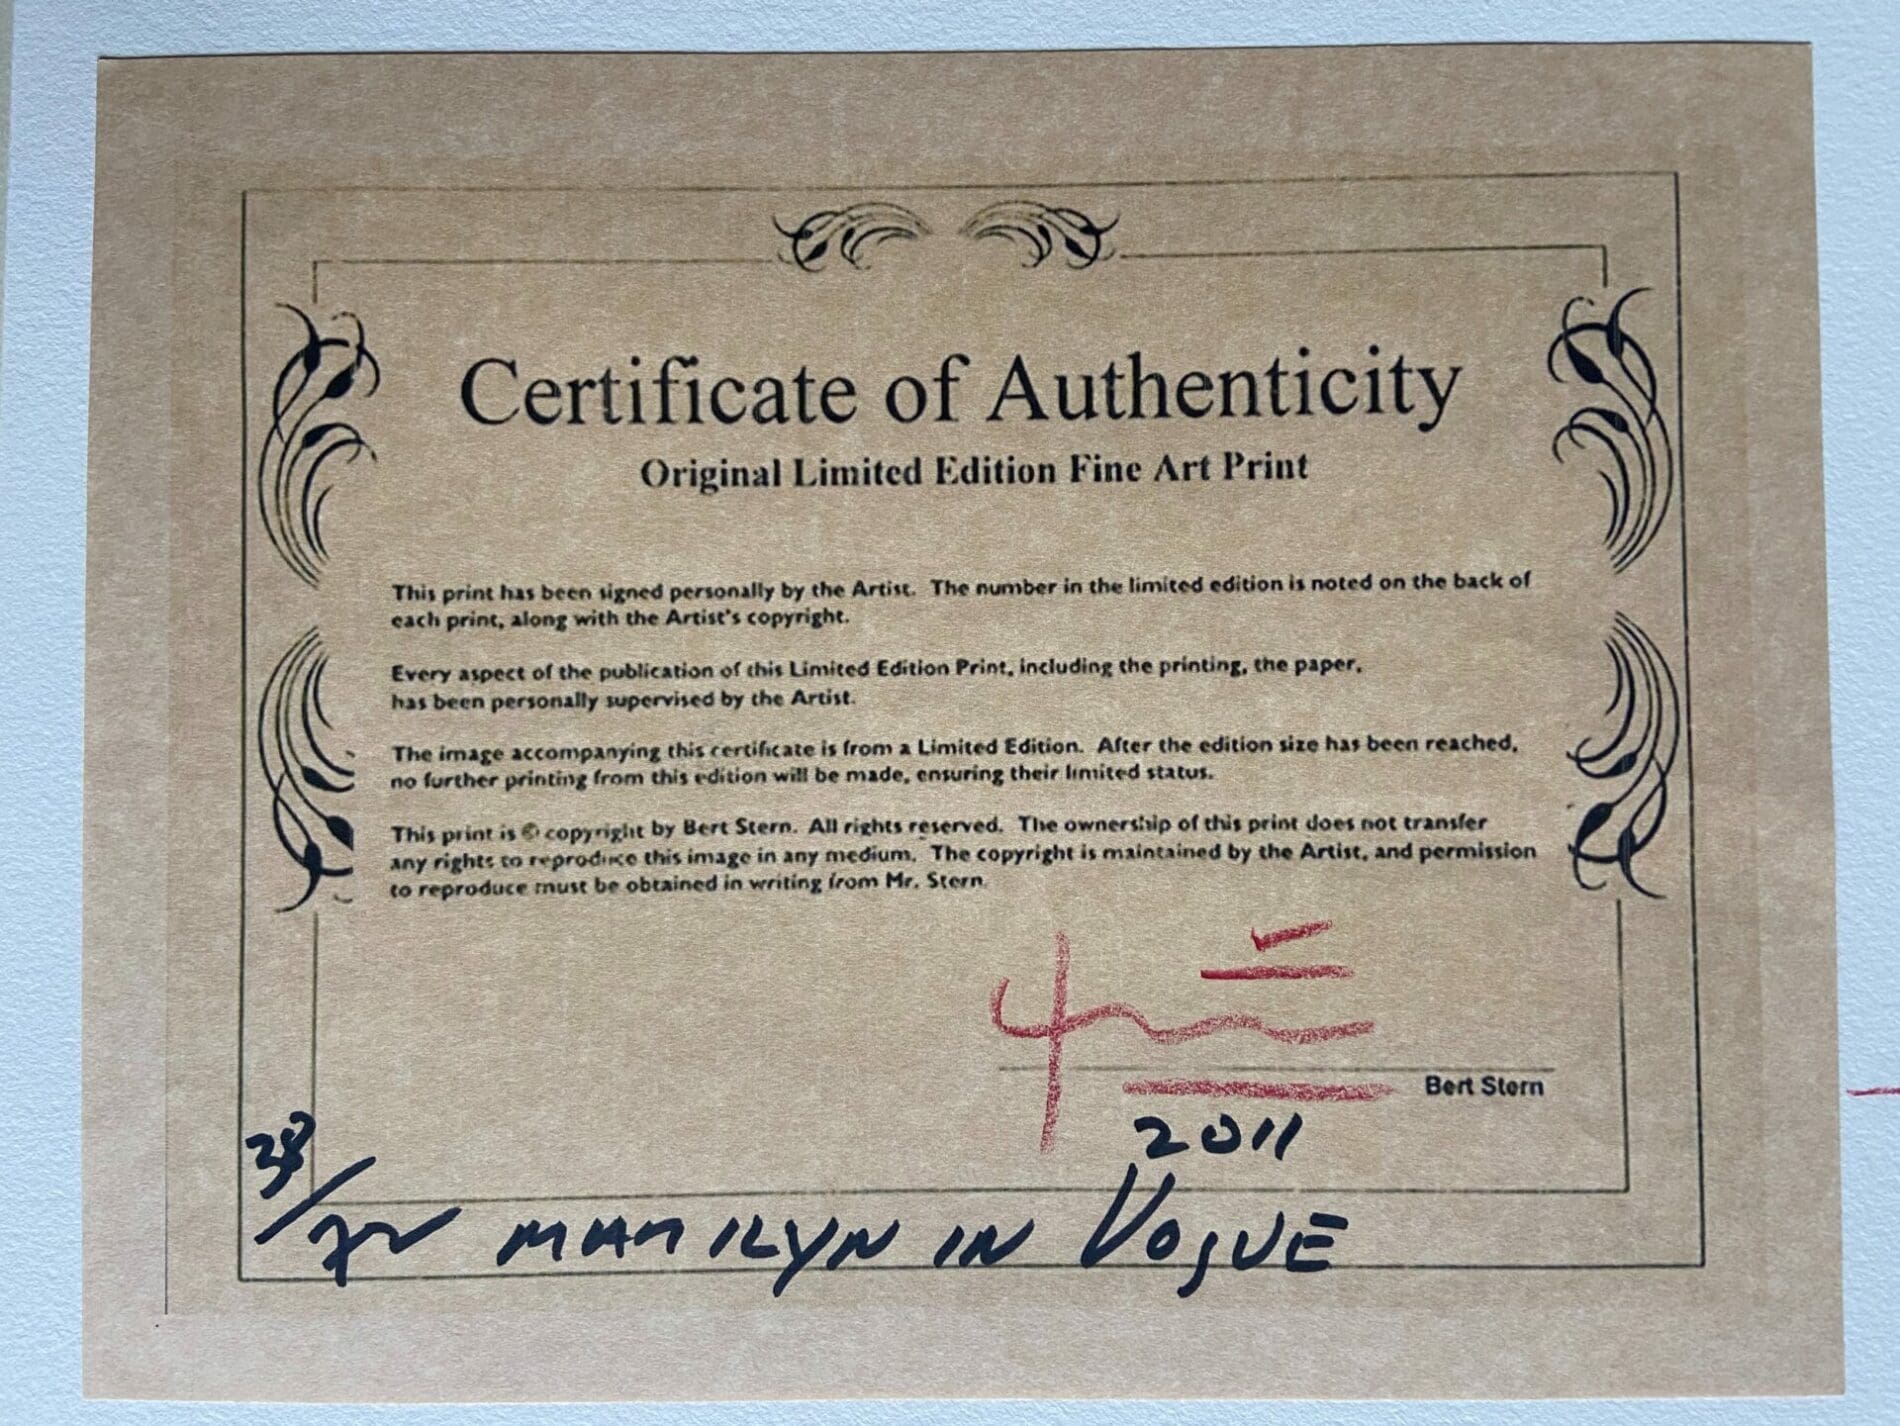 Certificate of Authenticity
Original Limited Edition Fine Art Print
This print has been signed personally by the Artist. The number in the limited edition is noted on the back of
each print, along with the Artist's copyright.
Every aspect of the publication of this Limited Edition Print, including the printing, the paper,
has been personally supervised by the Artist.
The image accompanying this certificate is from a Limited Edition. After the edition size has been reached,
no further printing from this edition will be made, ensuring their limited status.
This print is © copyright by Bert Stern. All rights reserved. The ownership of this print does not transfer
any rights to reproduce this image in any medium. The copyright is maintained by the Artist, and permission
to reproduce must be obtained in writing from Mr. Stern.
Bert Stern
2011
MARILYN IN VOGUE